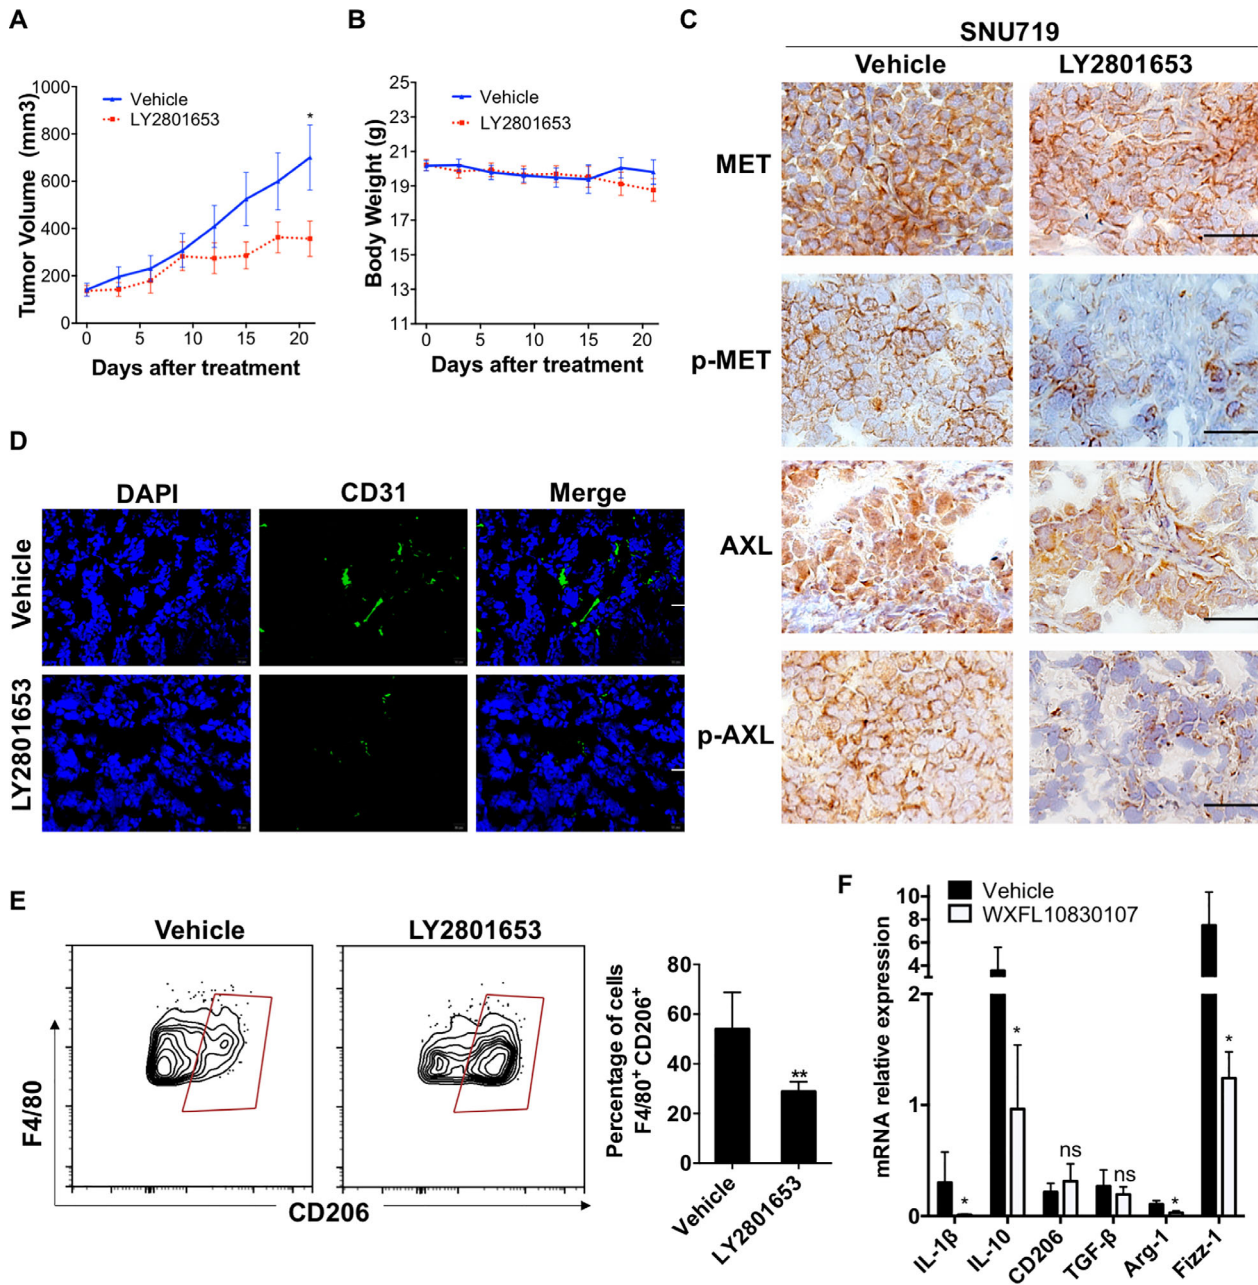 A
Tumor Volume (mm3)
1000
800
600
400
200
0
Vehicle
LY2801653
*
0
5
10
15
20
Days after treatment
B
Body Weight (g)
25
23
21
19
17
15
13
11
Vehicle
LY2801653
0
5
10
15
20
Days after treatment
C
SNU719
Vehicle
LY2801653
MET
p-MET
AXL
p-AXL
D
DAPI
CD31
Merge
Vehicle
LY2801653
E
Vehicle
LY2801653
F4/80
CD206
Percentage of cells
F4/80+ CD206+
80
60
40
20
0
**
Vehicle
LY2801653
F
mRNA relative expression
10
8
6
4
2
1
0
Vehicle
WXFL10830107
*
*
ns
ns
*
*
IL-1β
IL-10
CD206
TGF-β
Arg-1
Fizz-1